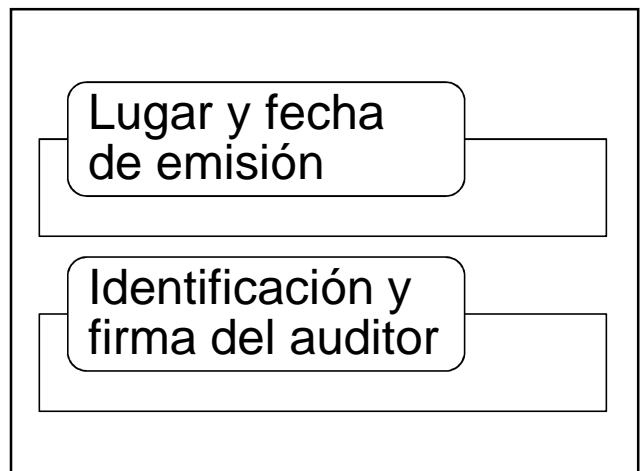 Lugar y fecha
de emisión
Identificación y
firma del auditor